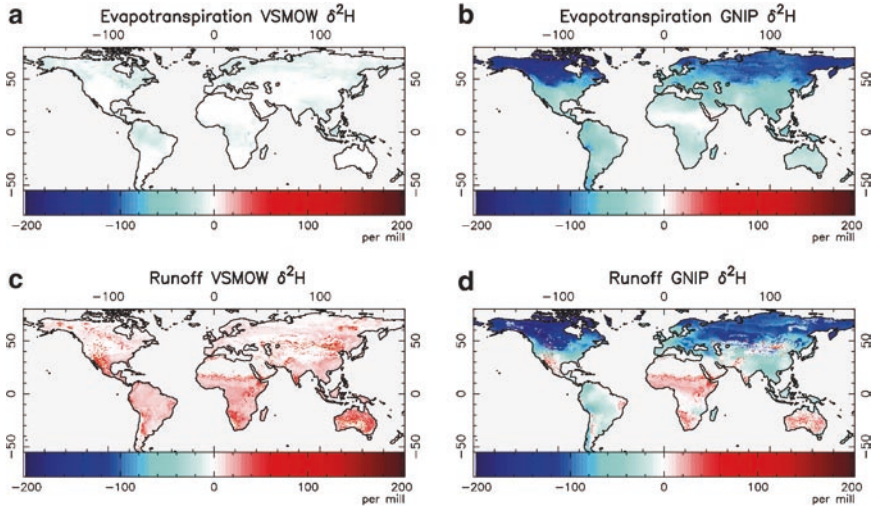 a
Evapotranspiration VSMOW δ²H
−100 0 100
50
0
−50
50
0
−50
−200 −100 0 100 200
per mill
b
Evapotranspiration GNIP δ²H
−100 0 100
50
0
−50
50
0
−50
−200 −100 0 100 200
per mill
c
Runoff VSMOW δ²H
−100 0 100
50
0
−50
50
0
−50
−200 −100 0 100 200
per mill
d
Runoff GNIP δ²H
−100 0 100
50
0
−50
50
0
−50
−200 −100 0 100 200
per mill